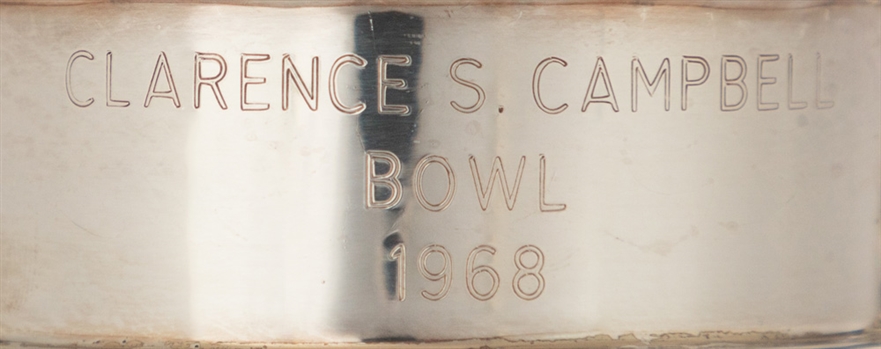 CLARENCE S. CAMPBELL
BOWL
1968